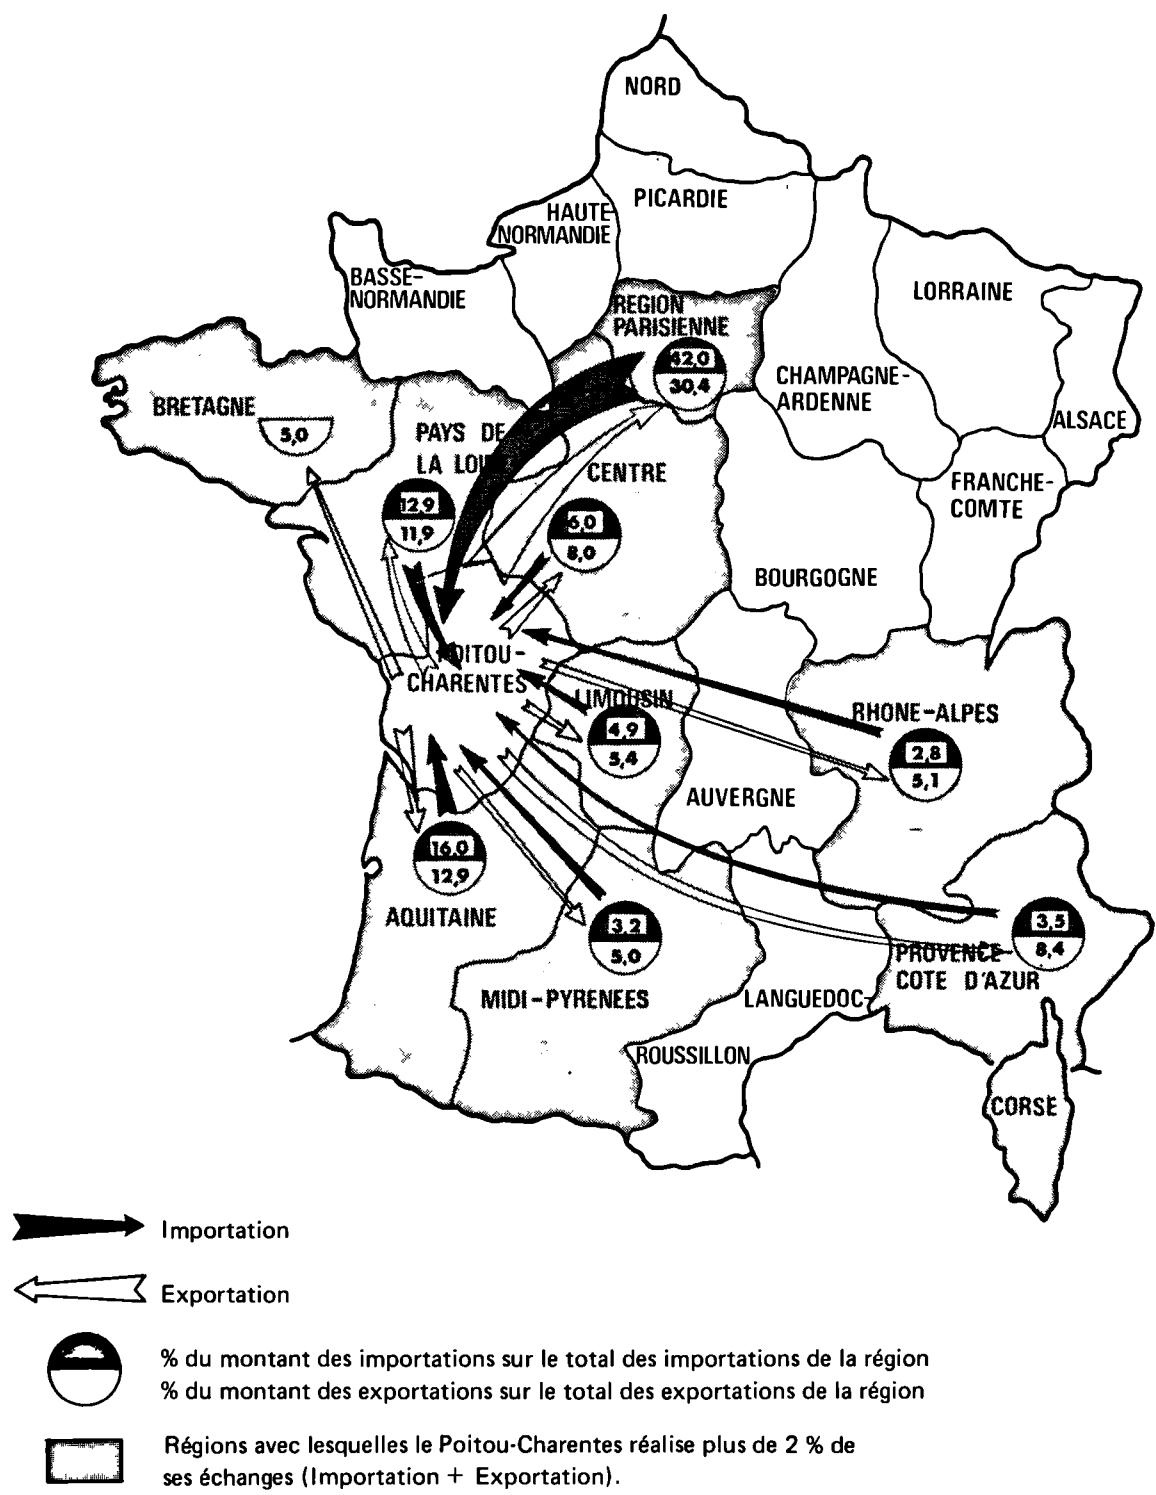 NORD
PICARDIE
HAUTE-
NORMANDIE
BASSE-
NORMANDIE
REGION
PARISIENNE
42,0
30,4
LORRAINE
CHAMPAGNE-
ARDENNE
ALSACE
BRETAGNE
5,0
PAYS DE
LA LOIRE
12,9
11,9
CENTRE
6,0
8,0
FRANCHE-
COMTE
BOURGOGNE
POITOU-
CHARENTES
LIMOUSIN
4,9
5,4
RHONE-ALPES
2,8
5,1
AUVERGNE
16,0
12,9
AQUITAINE
3,2
5,0
MIDI-PYRENEES
3,5
8,4
PROVENCE-
COTE D'AZUR
LANGUEDOC-
ROUSSILLON
CORSE
Importation
Exportation
% du montant des importations sur le total des importations de la région
% du montant des exportations sur le total des exportations de la région
Régions avec lesquelles le Poitou-Charentes réalise plus de 2 % de
ses échanges (Importation + Exportation).